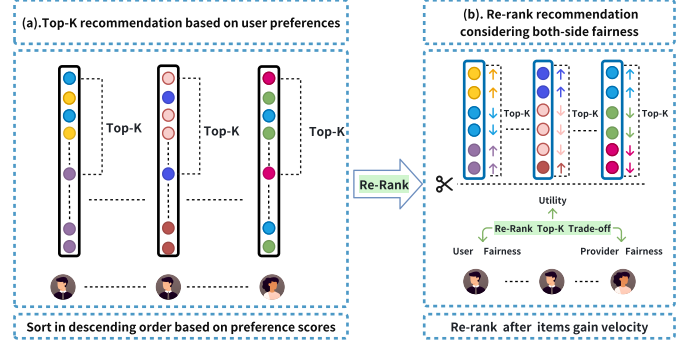 (a).Top-K recommendation based on user preferences
(b). Re-rank recommendation
considering both-side fairness
Top-K
Top-K
Top-K
Re-Rank
Top-K
Top-K
Top-K
Utility
Re-Rank Top-K Trade-off
User Fairness
Provider Fairness
Sort in descending order based on preference scores
Re-rank after items gain velocity